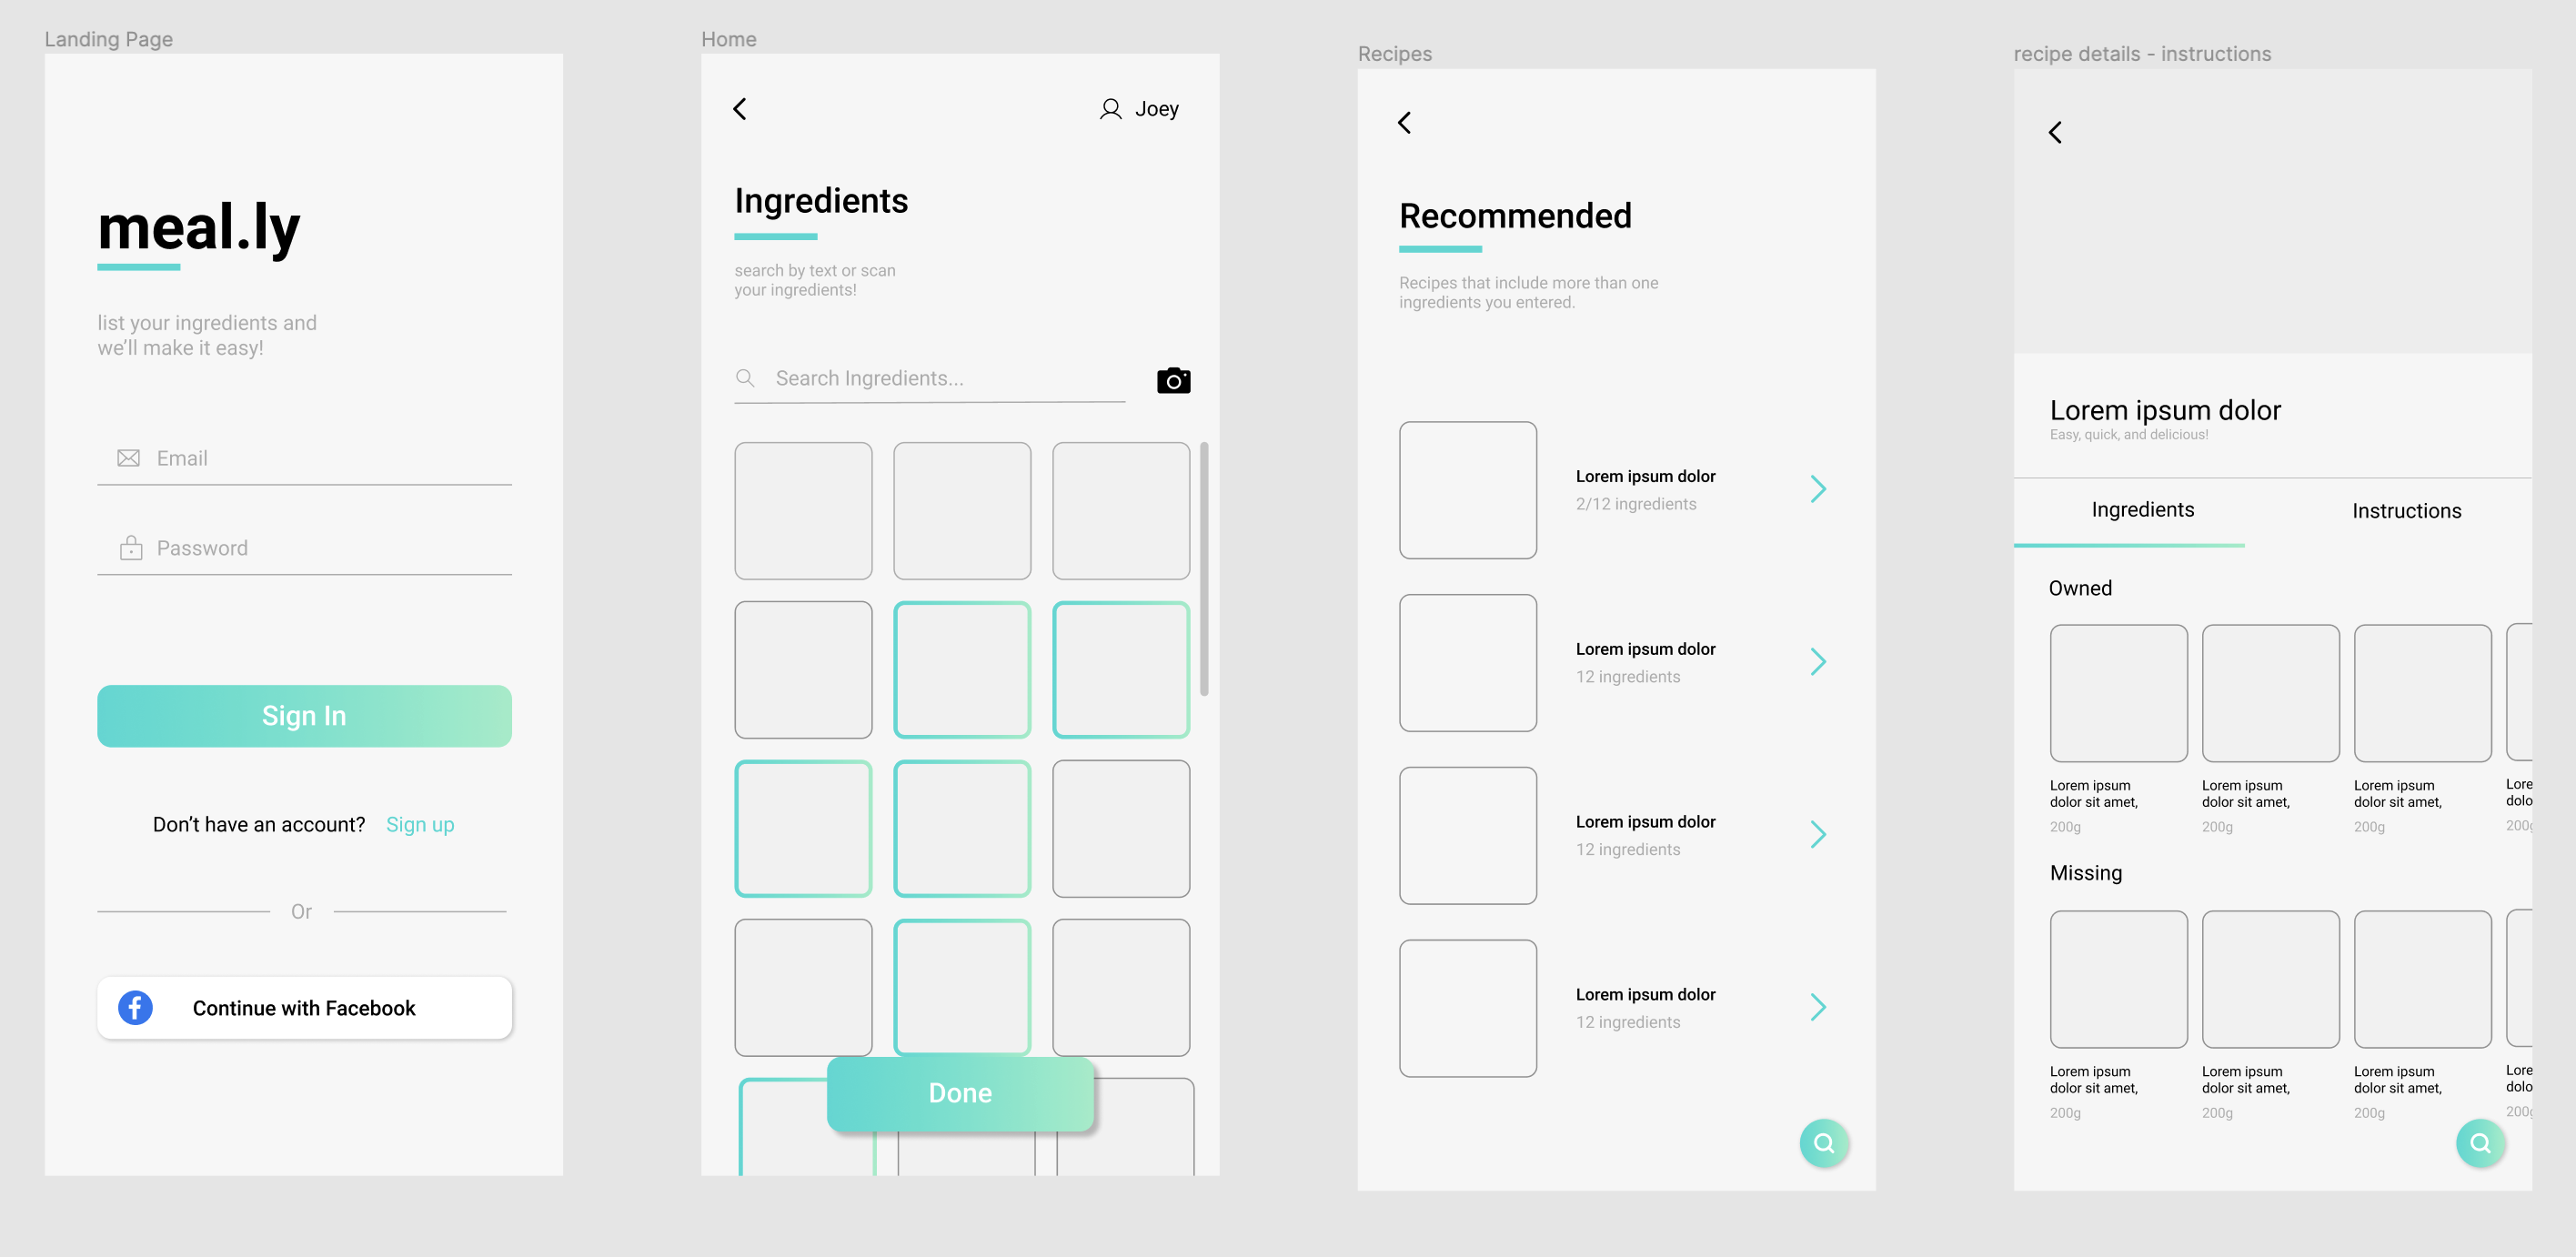 Landing Page
meal.ly
list your ingredients and
we'll make it easy!
Email
Password
Sign In
Don't have an account? Sign up
Or
Continue with Facebook
Home
Joey
Ingredients
search by text or scan
your ingredients!
Search Ingredients...
Done
Recipes
Recommended
Recipes that include more than one
ingredients you entered.
Lorem ipsum dolor
2/12 ingredients
Lorem ipsum dolor
12 ingredients
Lorem ipsum dolor
12 ingredients
Lorem ipsum dolor
12 ingredients
recipe details - instructions
Lorem ipsum dolor
Easy, quick, and delicious!
Ingredients Instructions
Owned
Lorem ipsum
dolor sit amet,
200g
Lorem ipsum
dolor sit amet,
200g
Lorem ipsum
dolor sit amet,
200g
Lore
dolo
200g
Missing
Lorem ipsum
dolor sit amet,
200g
Lorem ipsum
dolor sit amet,
200g
Lorem ipsum
dolor sit amet,
200g
Lore
dolo
200g